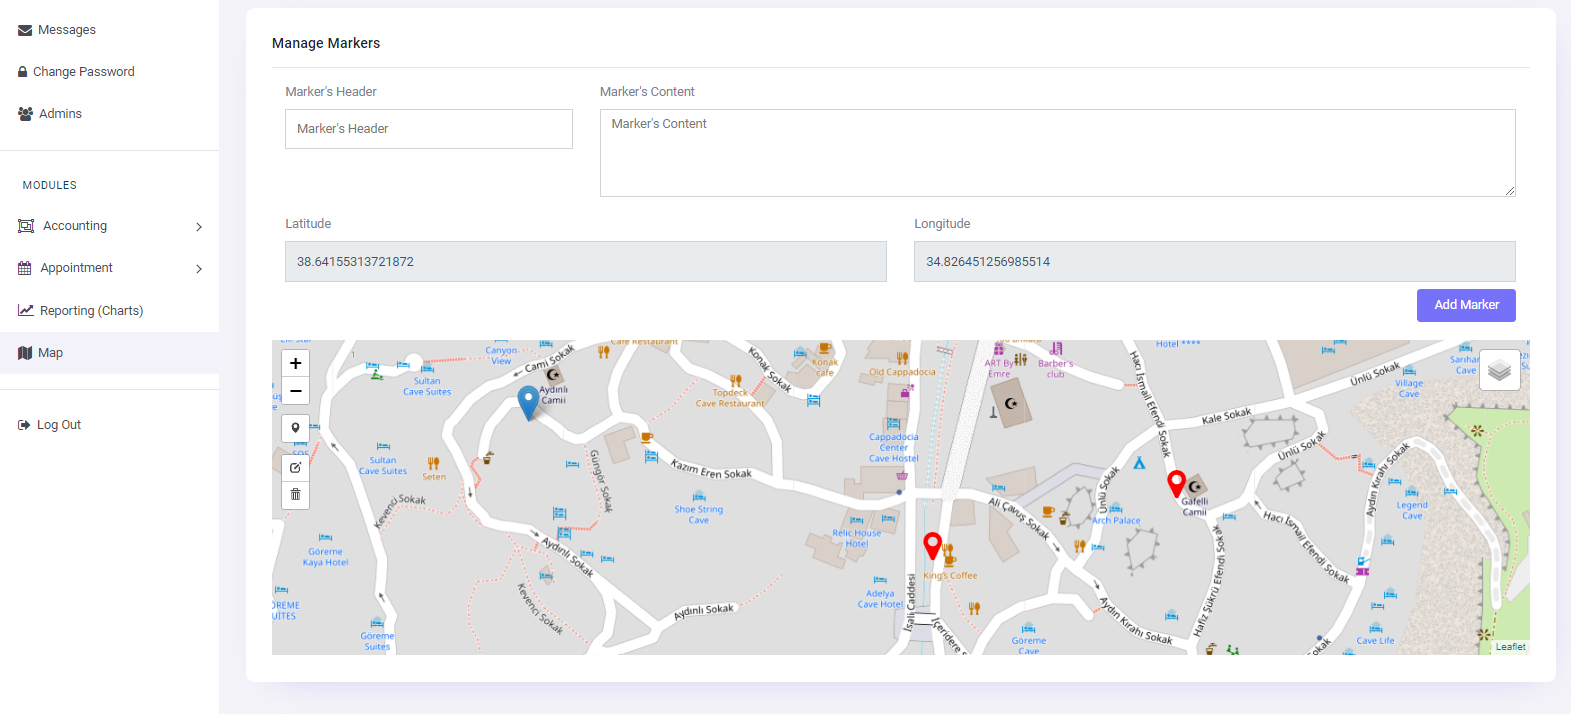 Messages
Change Password
Admins
MODULES
Accounting
Appointment
Reporting (Charts)
Map
Log Out
Manage Markers
Marker's Header
Marker's Content
Marker's Header
Marker's Content
Latitude
Longitude
38.64155313721872
34.826451256985514
Add Marker
+
−
Canyon
View
Cami Sokak
Cafe Restaurant
Konak Sokak
Konak
cafe
Old Cappadocia
ART By
Emre
Barber's
club
Hotel ****
Hacı İsmail Efendi Sokak
Ünlü Sokak
Village
Cave
Sultan
Cave Suites
Aydınlı
Camii
Topdeck
Cave Restaurant
Kale Sokak
Cappadocia
Center
Cave Hostel
Sultan
Cave Suites
Seten
Güngör Sokak
Kazım Eren Sokak
Ünlü Sokak
Ünlü Sokak
Aydın Kırağı Sokak
Kevenci Sokak
Shoe String
Cave
Ali Çavuş Sokak
Gafelli
Camii
Arch Palace
Legend
Cave
Hacı İsmail Efendi Sokak
Relic House
Hotel
Göreme
Kaya Hotel
Aydınlı Sokak
King's Coffee
Hafız Şükrü Efendi Sokak
Kevenci Sokak
Adelya
Cave Hotel
İsali Caddesi
Aydınlı Sokak
Aydın Kırağı Sokak
Göreme
Suites
İçeridere S
Göreme
Cave
Cave Life
okak
Leaflet